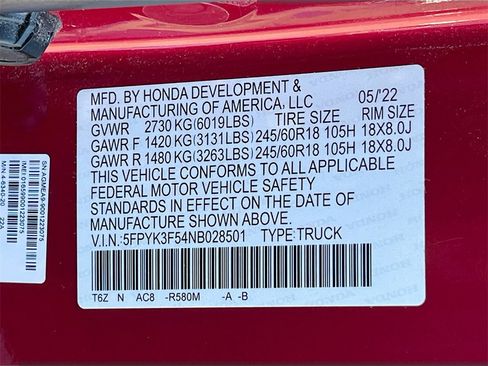 MFD. BY HONDA DEVELOPMENT &
MANUFACTURING OF AMERICA, LLC 05/'22
GVWR 2730 KG(6019LBS) TIRE SIZE RIM SIZE
GAWR F 1420 KG(3131LBS) 245/60R18 105H 18X8.0J
GAWR R 1480 KG(3263LBS) 245/60R18 105H 18X8.0J
THIS VEHICLE CONFORMS TO ALL APPLICABLE
FEDERAL MOTOR VEHICLE SAFETY
STANDARDS IN EFFECT ON THE DATE OF
MANUFACTURE SHOWN ABOVE.
V.I.N.:5FPYK3F54NB028501 TYPE:TRUCK
T6Z N AC8 -R580M -A -B
22A